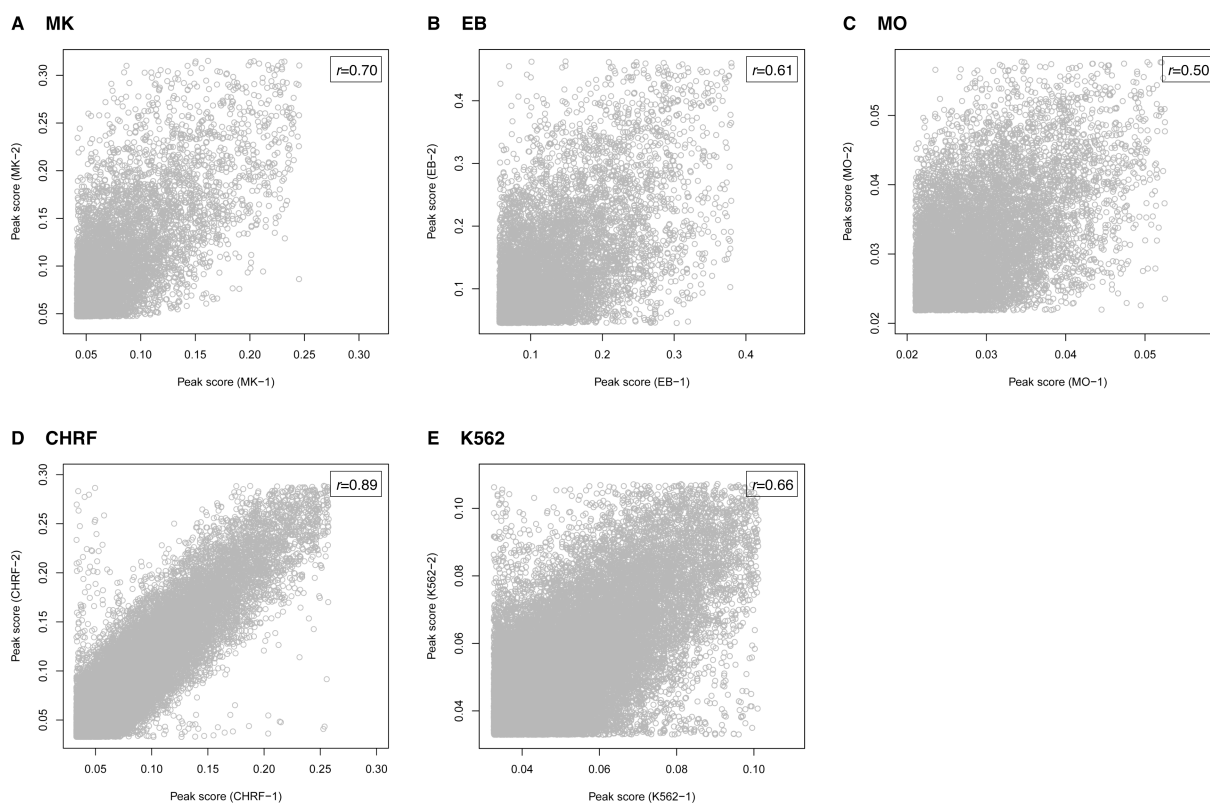 A MK
r=0.70
Peak score (MK−2)
0.30
0.25
0.20
0.15
0.10
0.05
0.05 0.10 0.15 0.20 0.25 0.30
Peak score (MK−1)
B EB
r=0.61
Peak score (EB−2)
0.4
0.3
0.2
0.1
0.1 0.2 0.3 0.4
Peak score (EB−1)
C MO
r=0.50
Peak score (MO−2)
0.05
0.04
0.03
0.02
0.02 0.03 0.04 0.05
Peak score (MO−1)
D CHRF
r=0.89
Peak score (CHRF−2)
0.30
0.25
0.20
0.15
0.10
0.05
0.05 0.10 0.15 0.20 0.25 0.30
Peak score (CHRF−1)
E K562
r=0.66
Peak score (K562−2)
0.10
0.08
0.06
0.04
0.04 0.06 0.08 0.10
Peak score (K562−1)